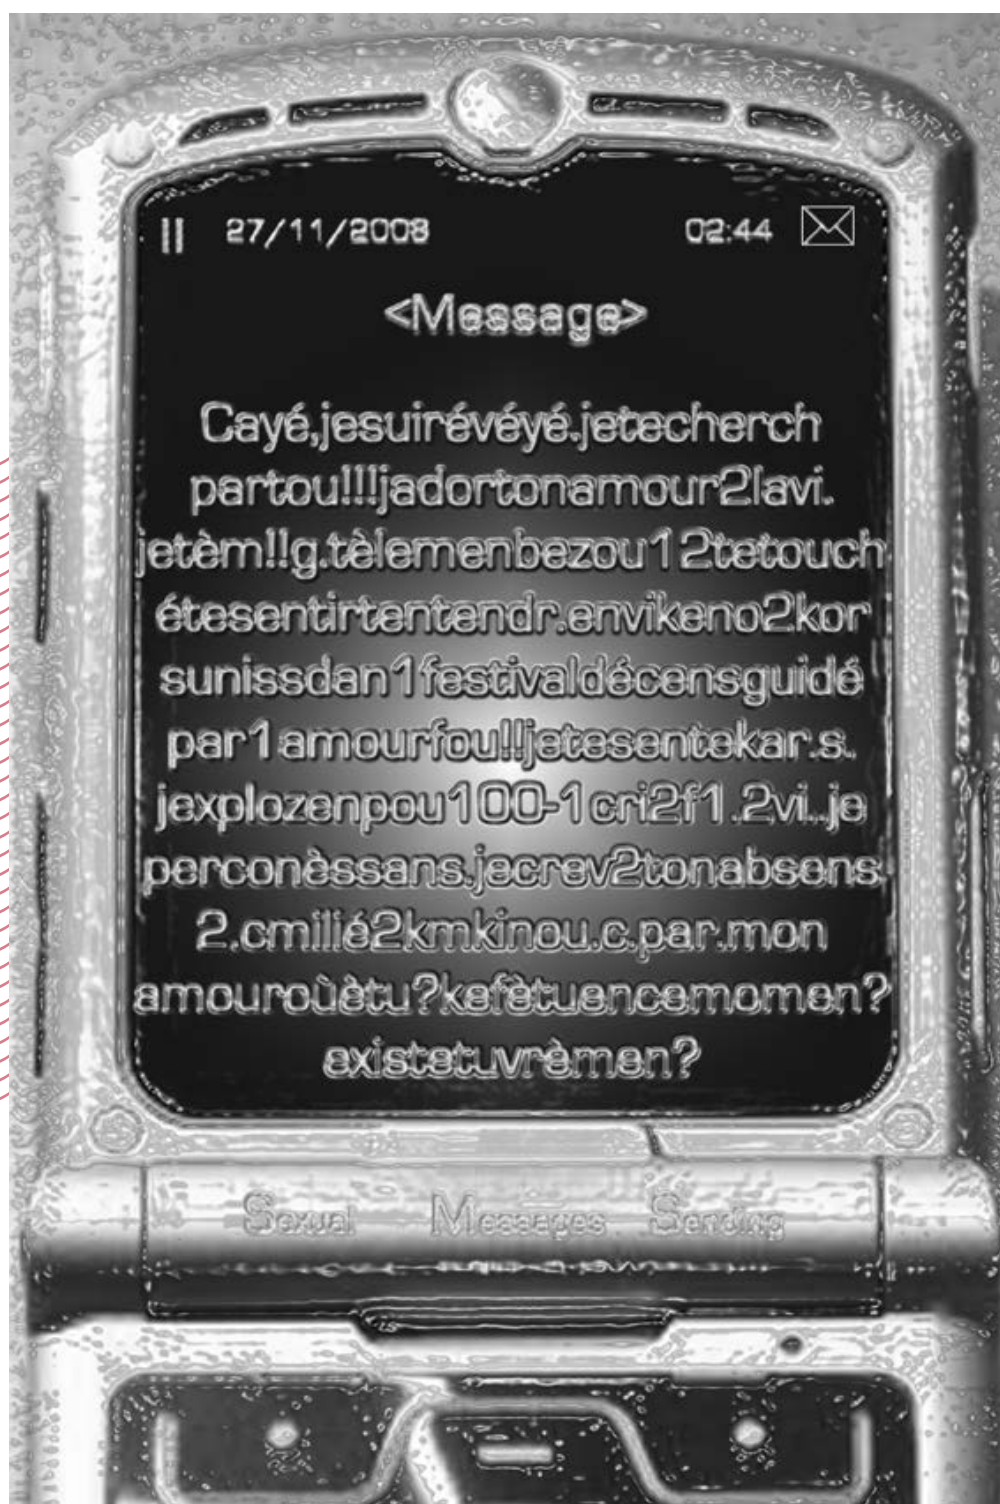 27/11/2008 02:44
<Message>
Cayé,jesuirévéyé.jetecherch
partou!!!jadortonamour2lavi.
jetèm!!g.tèlemenbezou12tetouch
étesentirtentendr.envikeno2kor
sunissdan1festivaldécensguidé
par1amourfou!!jetesentekar.s.
jexplozenpou100-1cri2f1.2vi..je
perconèssans.jecrev2tonabsens
2.cmilié2kmkinou.c.par.mon
amouroùètu?kefètuencemomen?
existetuvrèmen?
Sexual Messages Sending